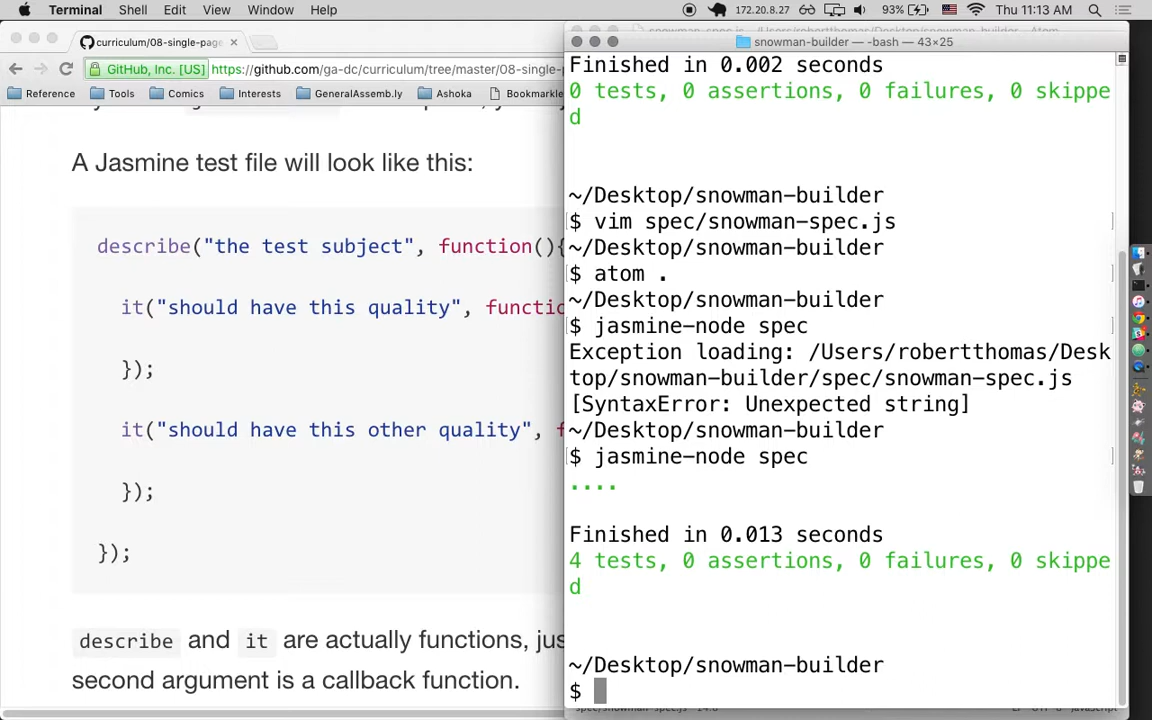 Terminal Shell Edit View Window Help 172.20.8.27 93% Thu 11:13 AM
curriculum/08-single-page
GitHub, Inc. [US] https://github.com/ga-dc/curriculum/tree/master/08-single-p
Reference Tools Comics Interests GeneralAssemb.ly Ashoka Bookmarkle
A Jasmine test file will look like this:
describe("the test subject", function(){
it("should have this quality", functio
});
it("should have this other quality", f
});
});
describe and it are actually functions, jus
second argument is a callback function.
snowman-builder — -bash — 43×25
Finished in 0.002 seconds
0 tests, 0 assertions, 0 failures, 0 skippe
d
~/Desktop/snowman-builder
$ vim spec/snowman-spec.js
~/Desktop/snowman-builder
$ atom .
~/Desktop/snowman-builder
$ jasmine-node spec
Exception loading: /Users/robertthomas/Desk
top/snowman-builder/spec/snowman-spec.js
[SyntaxError: Unexpected string]
~/Desktop/snowman-builder
$ jasmine-node spec
....
Finished in 0.013 seconds
4 tests, 0 assertions, 0 failures, 0 skippe
d
~/Desktop/snowman-builder
$